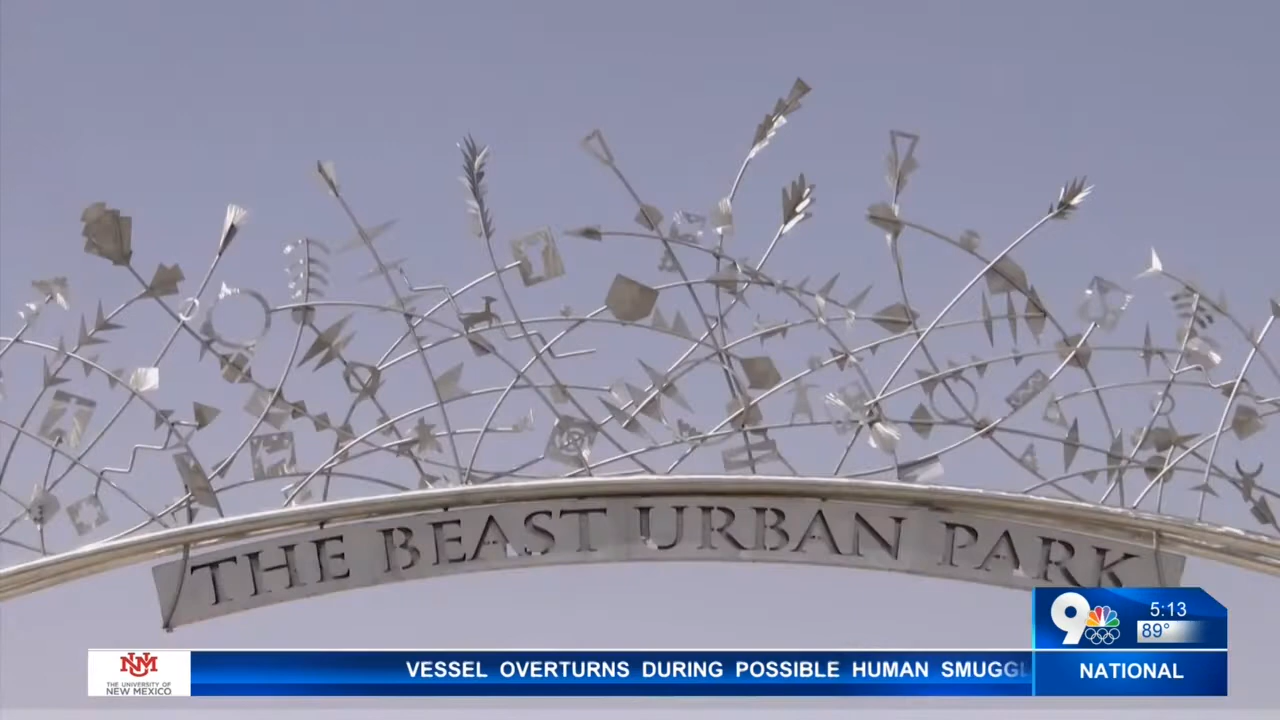 THE BEAST URBAN PARK
9
5:13
89°
NM
THE UNIVERSITY OF
NEW MEXICO
VESSEL OVERTURNS DURING POSSIBLE HUMAN
NATIONAL